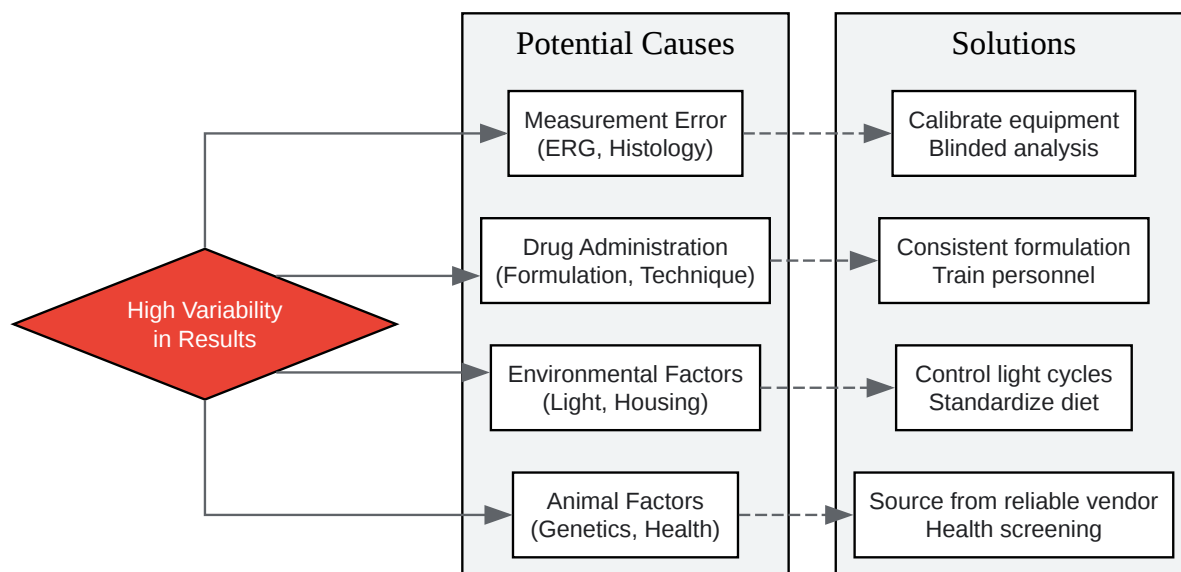 Potential Causes
Solutions
Measurement Error
(ERG, Histology)
Calibrate equipment
Blinded analysis
Drug Administration
(Formulation, Technique)
Consistent formulation
Train personnel
High Variability
in Results
Environmental Factors
(Light, Housing)
Control light cycles
Standardize diet
Animal Factors
(Genetics, Health)
Source from reliable vendor
Health screening